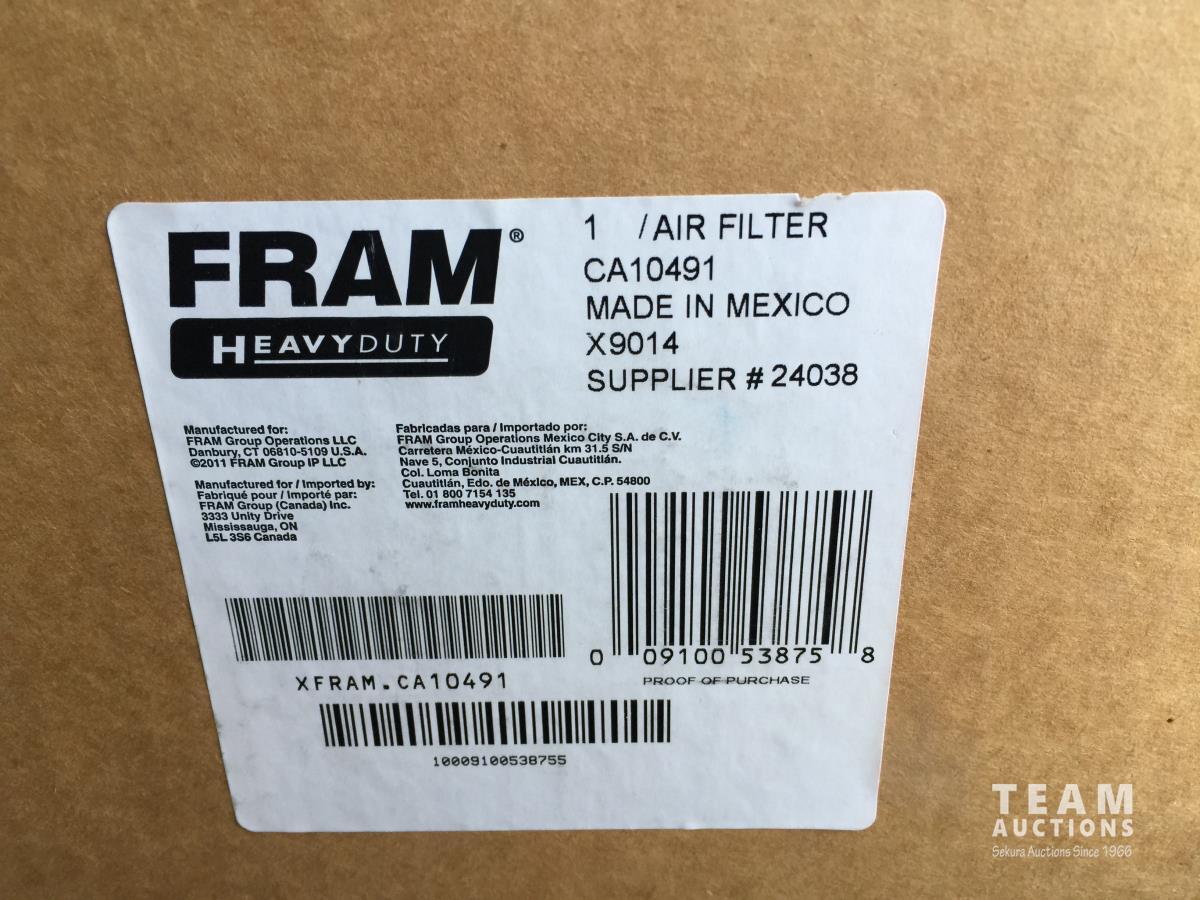 FRAM®
HEAVYDUTY
1 /AIR FILTER
CA10491
MADE IN MEXICO
X9014
SUPPLIER # 24038
Manufactured for:
FRAM Group Operations LLC
Danbury, CT 06810-5109 U.S.A.
©2011 FRAM Group IP LLC
Manufactured for / Imported by:
Fabriqué pour / Importé par:
FRAM Group (Canada) Inc.
3333 Unity Drive
Mississauga, ON
L5L 3S6 Canada
Fabricadas para / Importado por:
FRAM Group Operations Mexico City S.A. de C.V.
Carretera México-Cuautitlán km 31.5 S/N
Nave 5, Conjunto Industrial Cuautitlán.
Col. Loma Bonita
Cuautitlán, Edo. de México, MEX, C.P. 54800
Tel. 01 800 7154 135
www.framheavyduty.com
0 09100 53875 8
PROOF OF PURCHASE
XFRAM.CA10491
10009100538755
TEAM
AUCTIONS
Sekura Auctions Since 1966